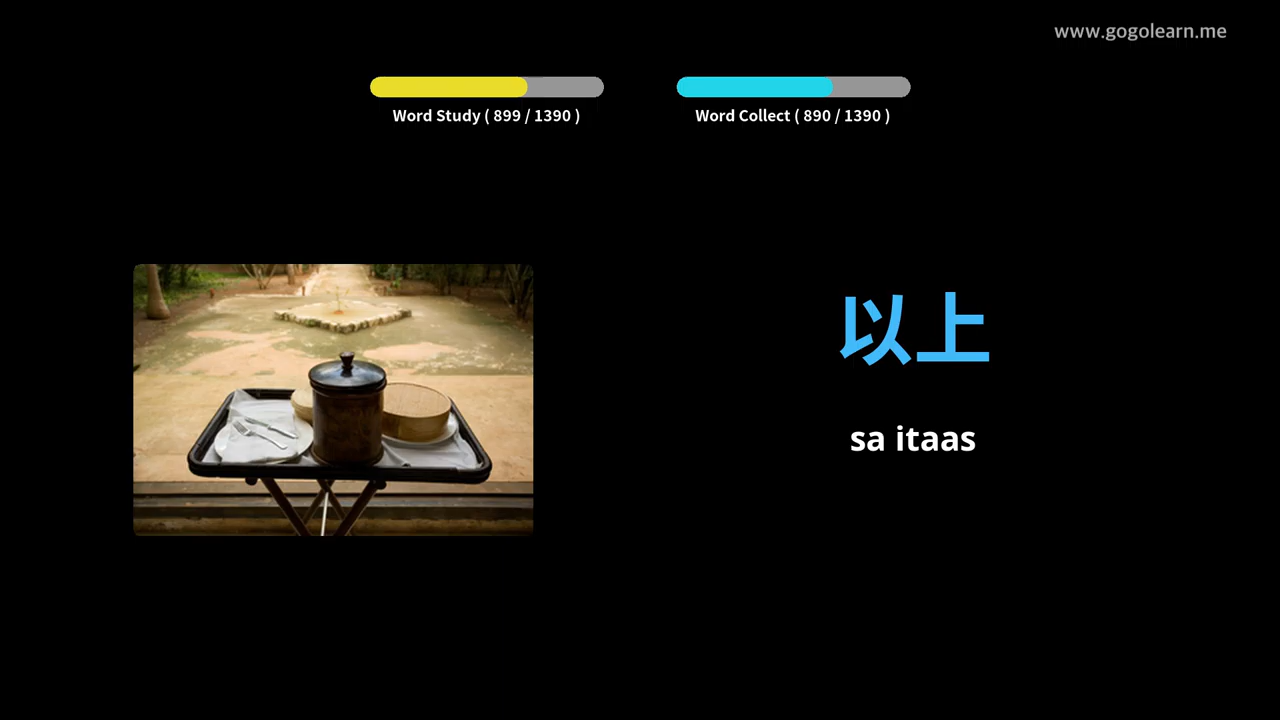 www.gogolearn.me
Word Study ( 899 / 1390 )
Word Collect ( 890 / 1390 )
以上
sa itaas